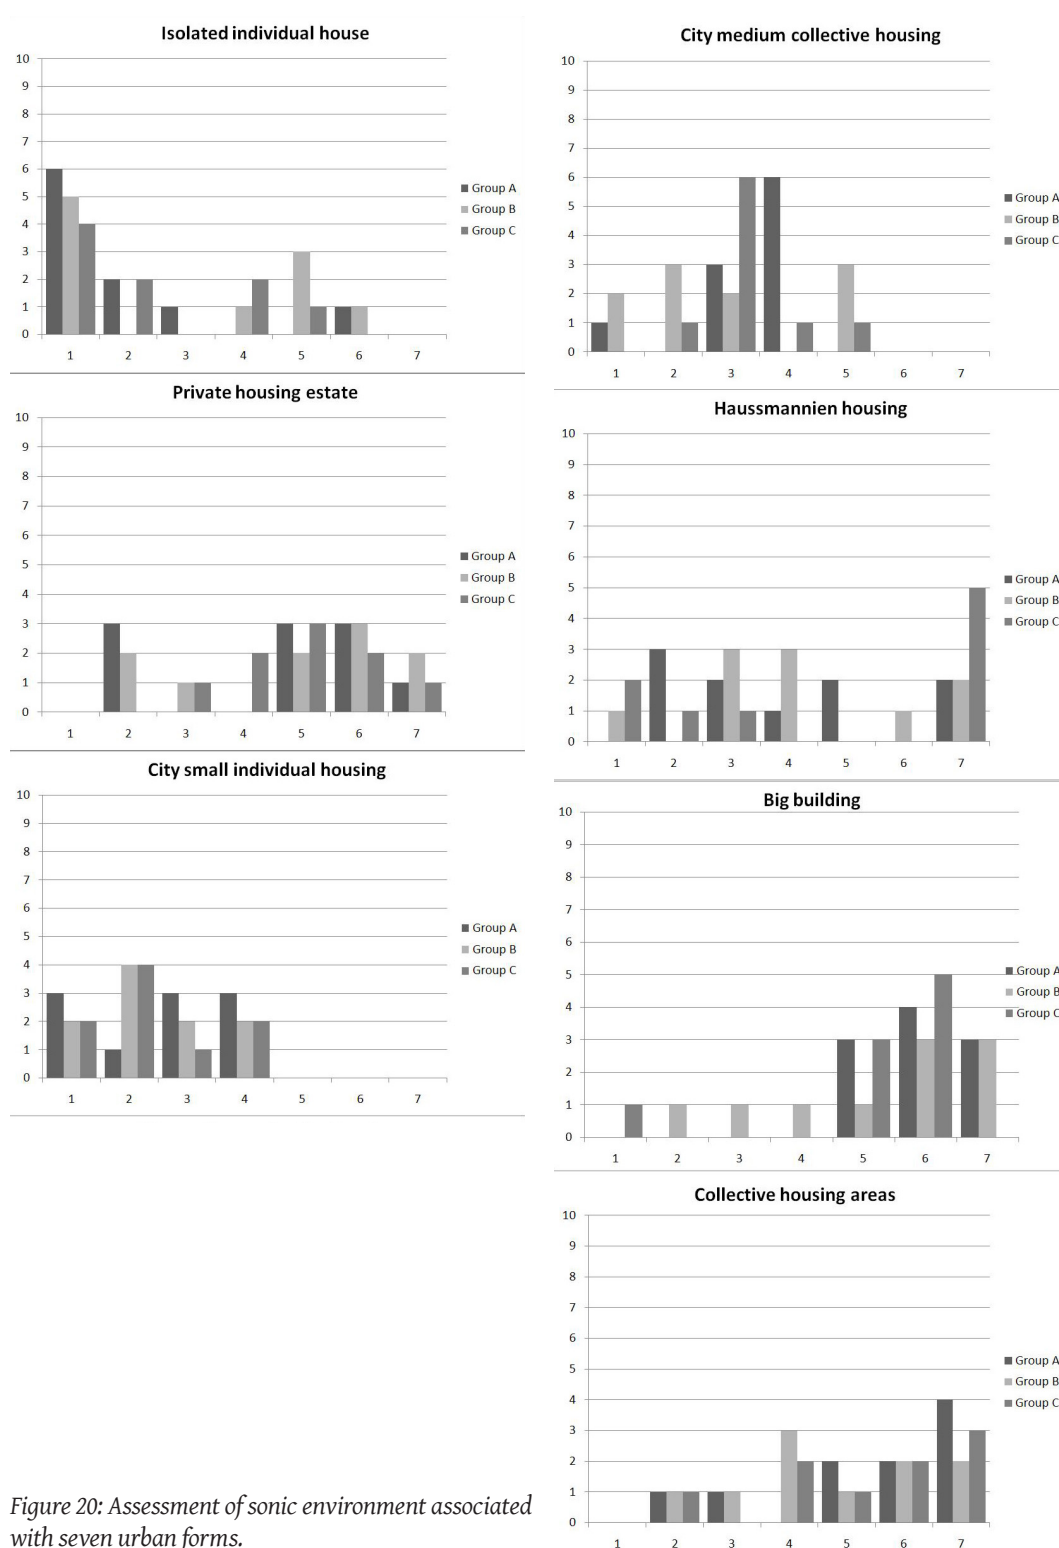 Isolated individual house
10
9
8
7
6
5
4
3
2
1
0
1 2 3 4 5 6 7
Group A
Group B
Group C
Private housing estate
10
9
8
7
6
5
4
3
2
1
0
1 2 3 4 5 6 7
Group A
Group B
Group C
City small individual housing
10
9
8
7
6
5
4
3
2
1
0
1 2 3 4 5 6 7
Group A
Group B
Group C
City medium collective housing
10
9
8
7
6
5
4
3
2
1
0
1 2 3 4 5 6 7
Group A
Group B
Group C
Haussmannien housing
10
9
8
7
6
5
4
3
2
1
0
1 2 3 4 5 6 7
Group A
Group B
Group C
Big building
10
9
8
7
6
5
4
3
2
1
0
1 2 3 4 5 6 7
Group A
Group B
Group C
Collective housing areas
10
9
8
7
6
5
4
3
2
1
0
1 2 3 4 5 6 7
Group A
Group B
Group C
Figure 20: Assessment of sonic environment associated
with seven urban forms.